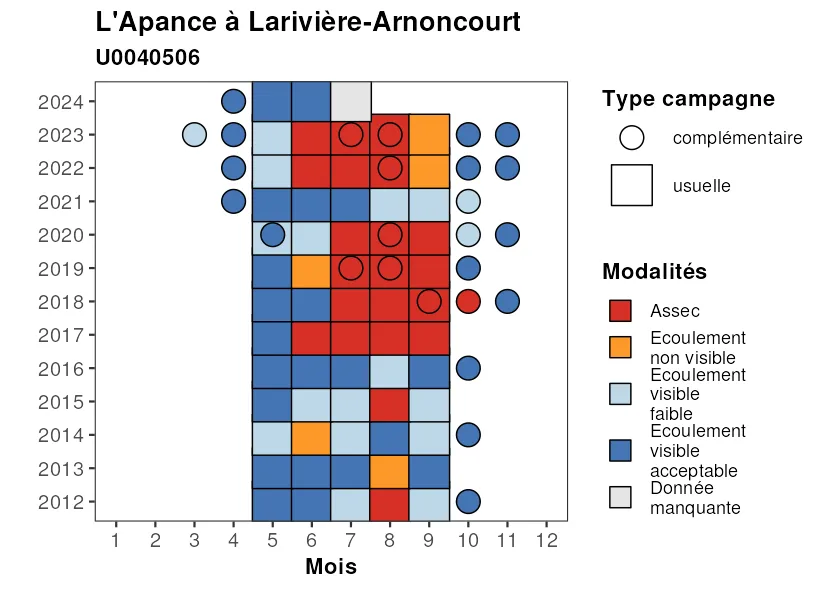 L'Apance à Larivière-Arnoncourt
U0040506
2024
2023
2022
2021
2020
2019
2018
2017
2016
2015
2014
2013
2012
1 2 3 4 5 6 7 8 9 10 11 12
Mois
Type campagne
complémentaire
usuelle
Modalités
Assec
Ecoulement
non visible
Ecoulement
visible
faible
Ecoulement
visible
acceptable
Donnée
manquante